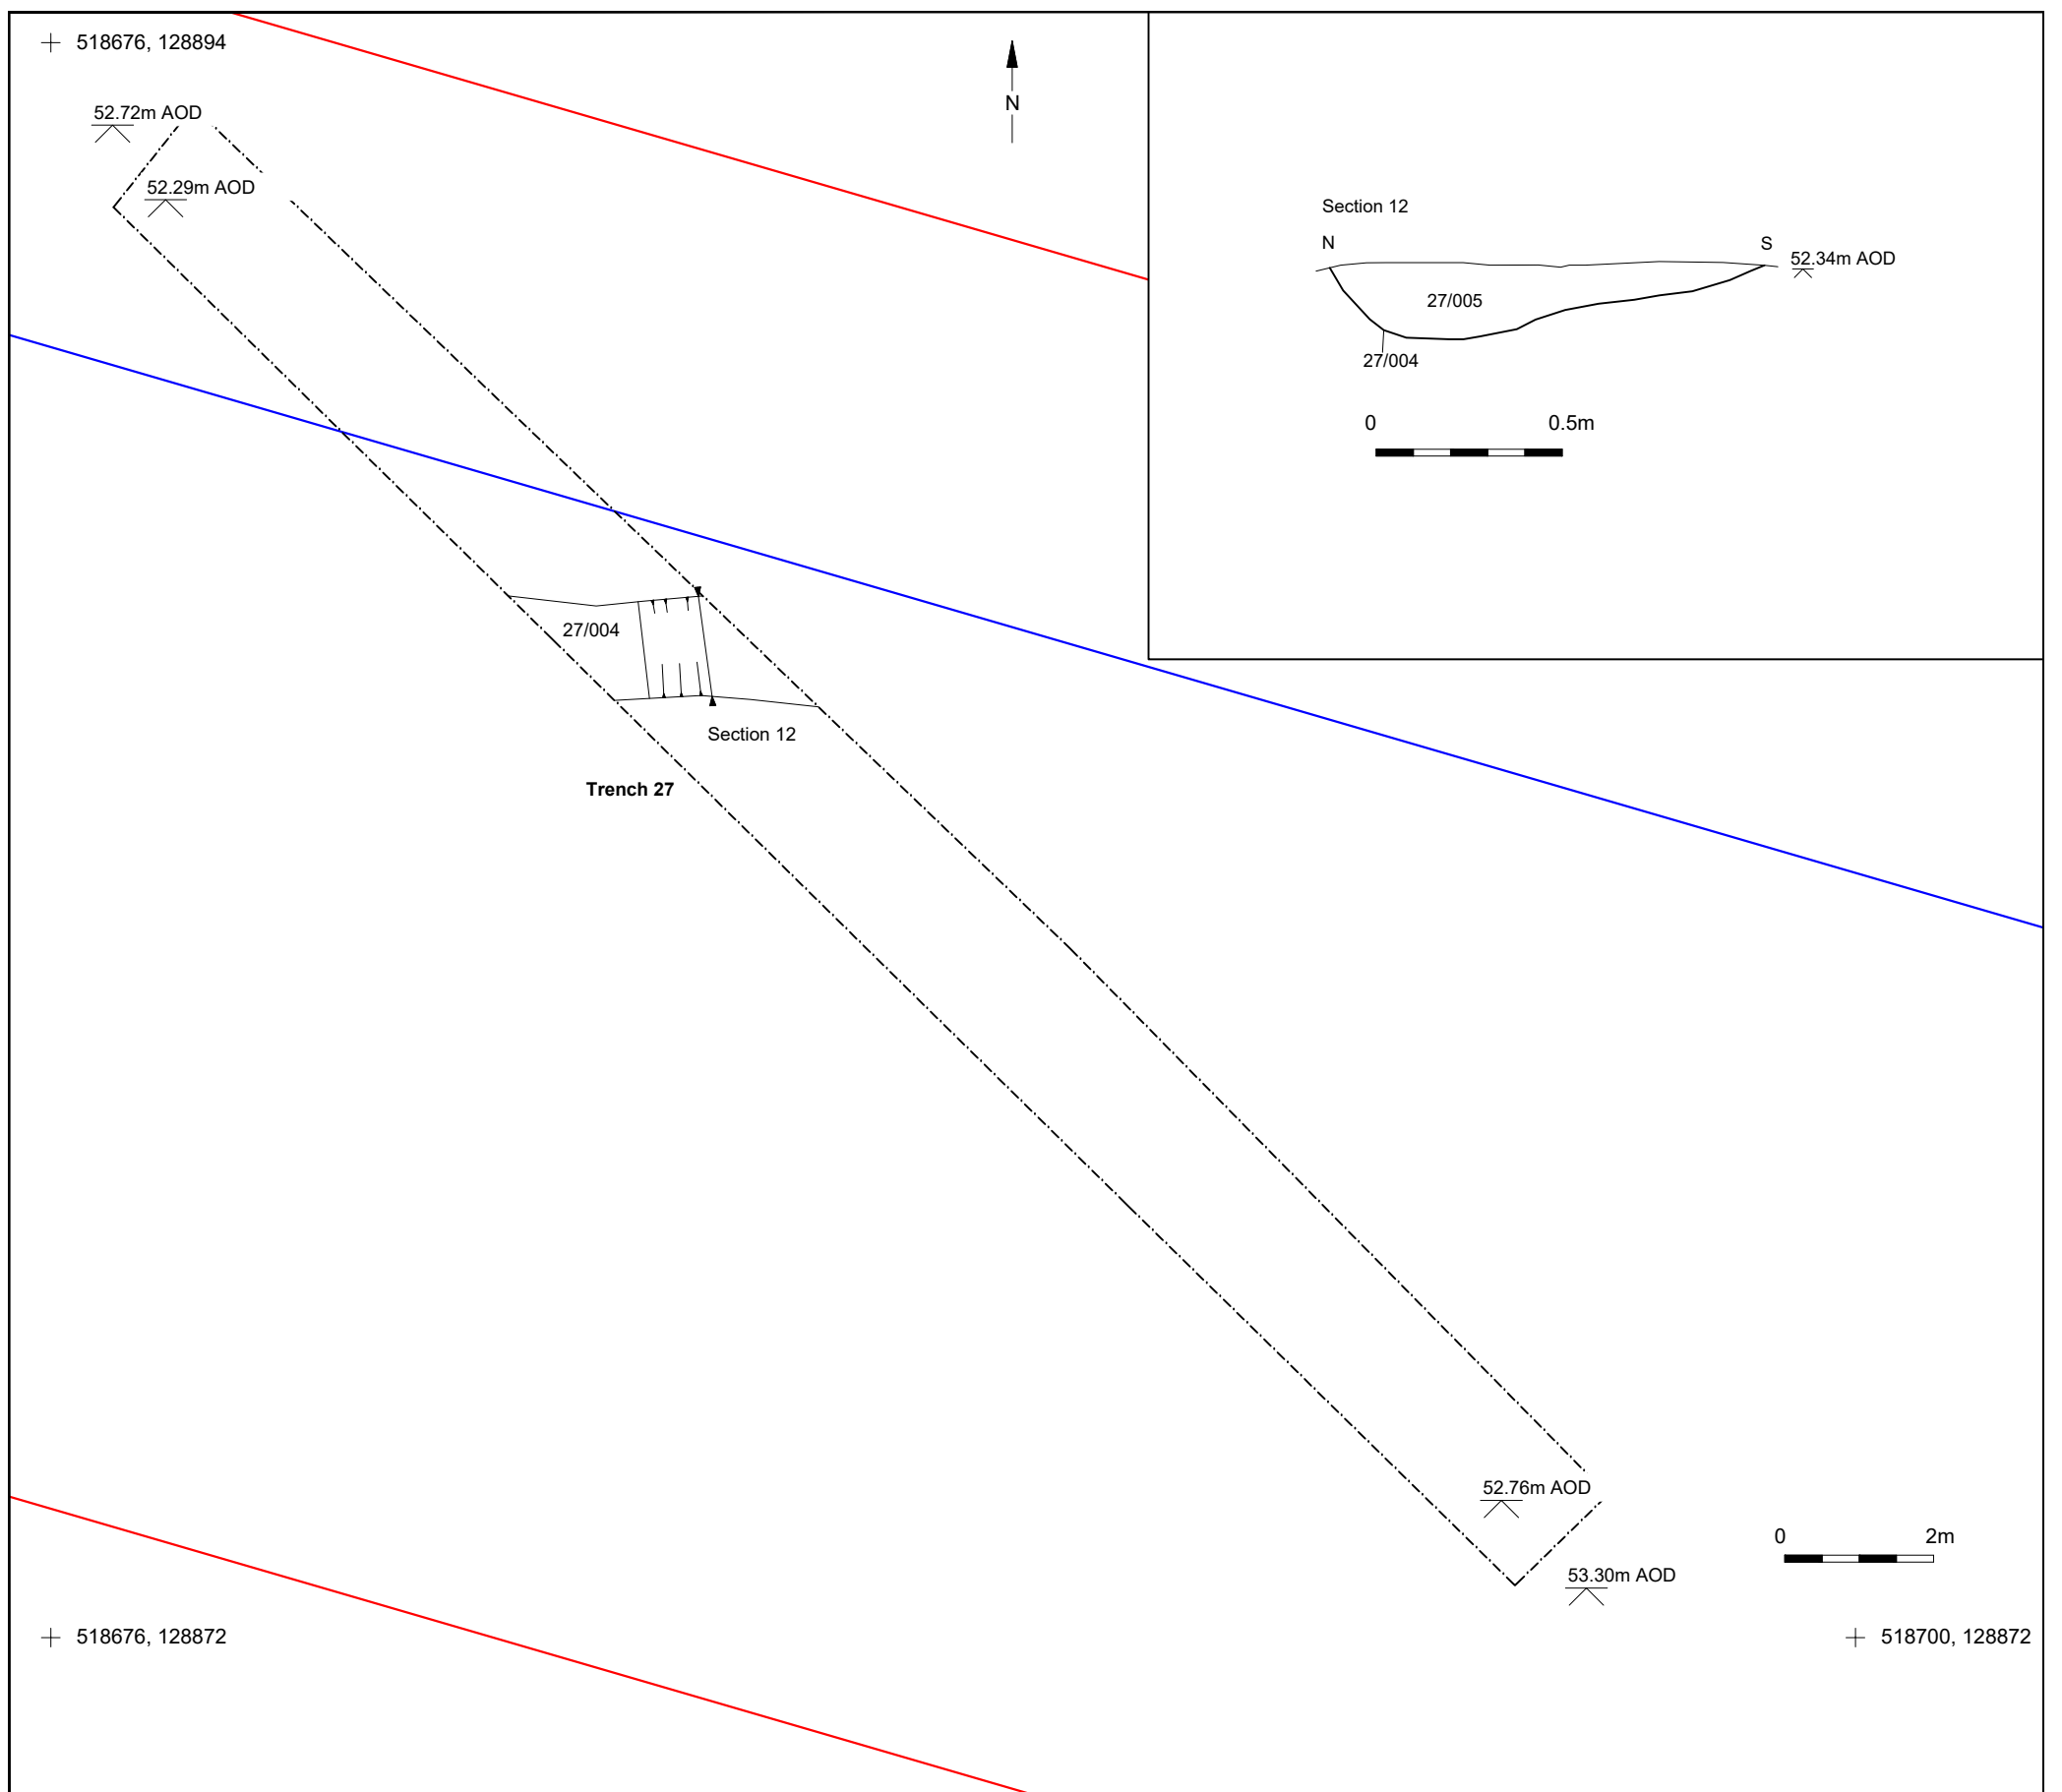 518676, 128894
N
52.72m AOD
52.29m AOD
Section 12
N
S
52.34m AOD
27/005
27/004
0 0.5m
27/004
Section 12
Trench 27
52.76m AOD
0 2m
53.30m AOD
518676, 128872
518700, 128872